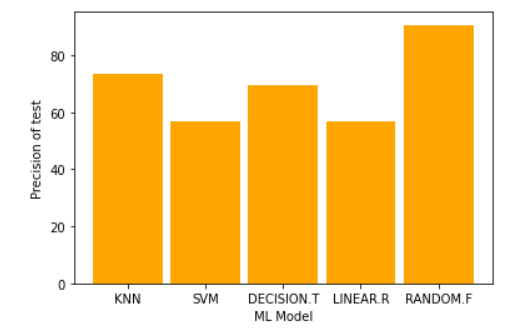 Precision of test
80
60
40
20
0
KNN SVM DECISION.T LINEAR.R RANDOM.F
ML Model